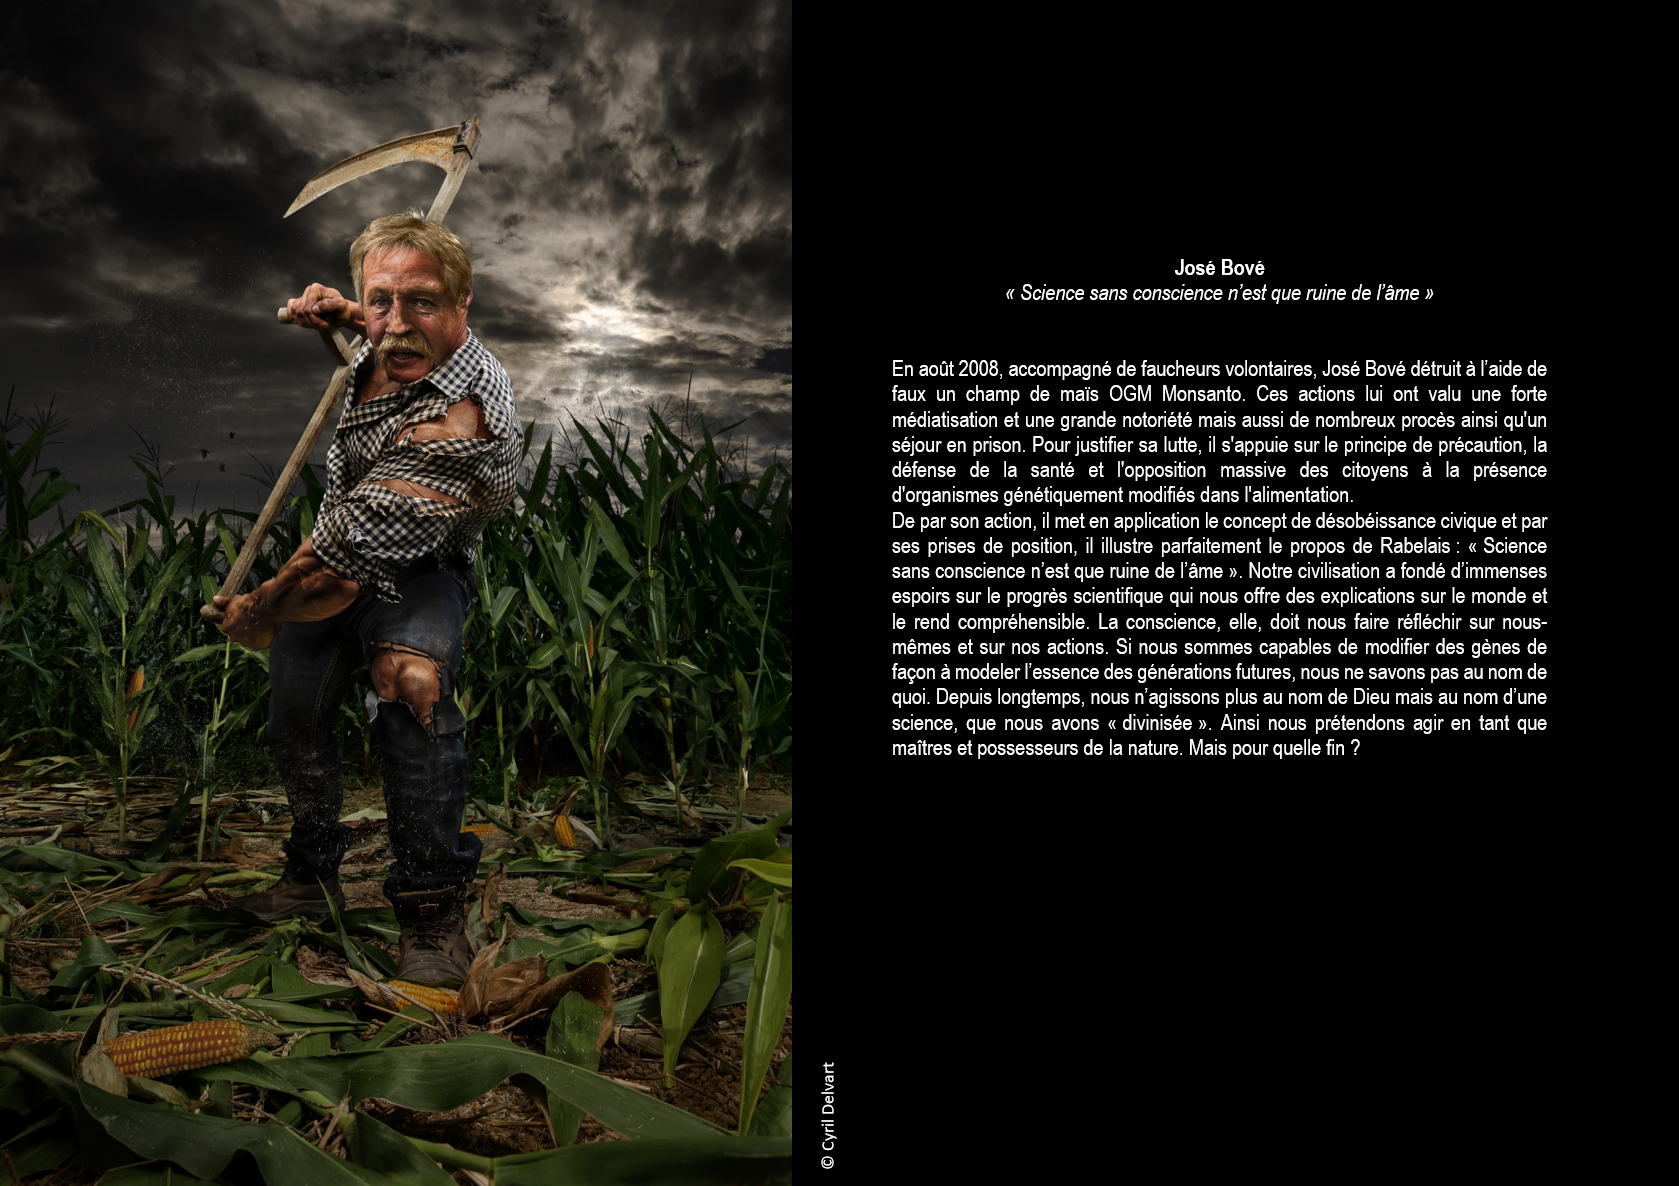 José Bové
« Science sans conscience n’est que ruine de l’âme »
En août 2008, accompagné de faucheurs volontaires, José Bové détruit à l’aide de
faux un champ de maïs OGM Monsanto. Ces actions lui ont valu une forte
médiatisation et une grande notoriété mais aussi de nombreux procès ainsi qu'un
séjour en prison. Pour justifier sa lutte, il s'appuie sur le principe de précaution, la
défense de la santé et l'opposition massive des citoyens à la présence
d'organismes génétiquement modifiés dans l'alimentation.
De par son action, il met en application le concept de désobéissance civique et par
ses prises de position, il illustre parfaitement le propos de Rabelais : « Science
sans conscience n’est que ruine de l’âme ». Notre civilisation a fondé d’immenses
espoirs sur le progrès scientifique qui nous offre des explications sur le monde et
le rend compréhensible. La conscience, elle, doit nous faire réfléchir sur nous-
mêmes et sur nos actions. Si nous sommes capables de modifier des gènes de
façon à modeler l’essence des générations futures, nous ne savons pas au nom de
quoi. Depuis longtemps, nous n’agissons plus au nom de Dieu mais au nom d’une
science, que nous avons « divinisée ». Ainsi nous prétendons agir en tant que
maîtres et possesseurs de la nature. Mais pour quelle fin ?
© Cyril Delvart